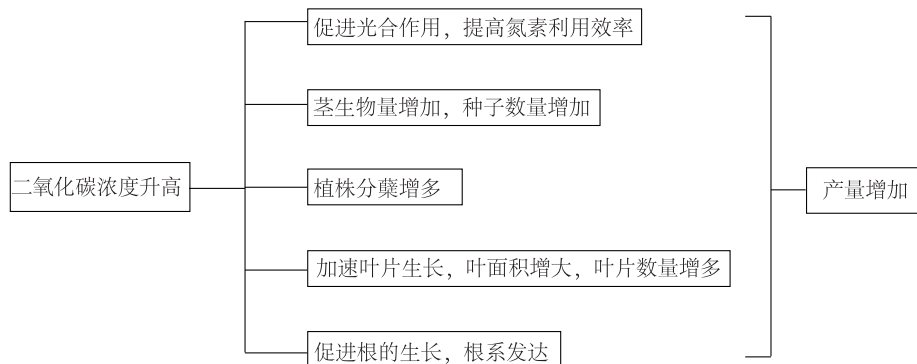 促进光合作用，提高氮素利用效率
茎生物量增加，种子数量增加
二氧化碳浓度升高
植株分蘖增多
产量增加
加速叶片生长，叶面积增大，叶片数量增多
促进根的生长，根系发达